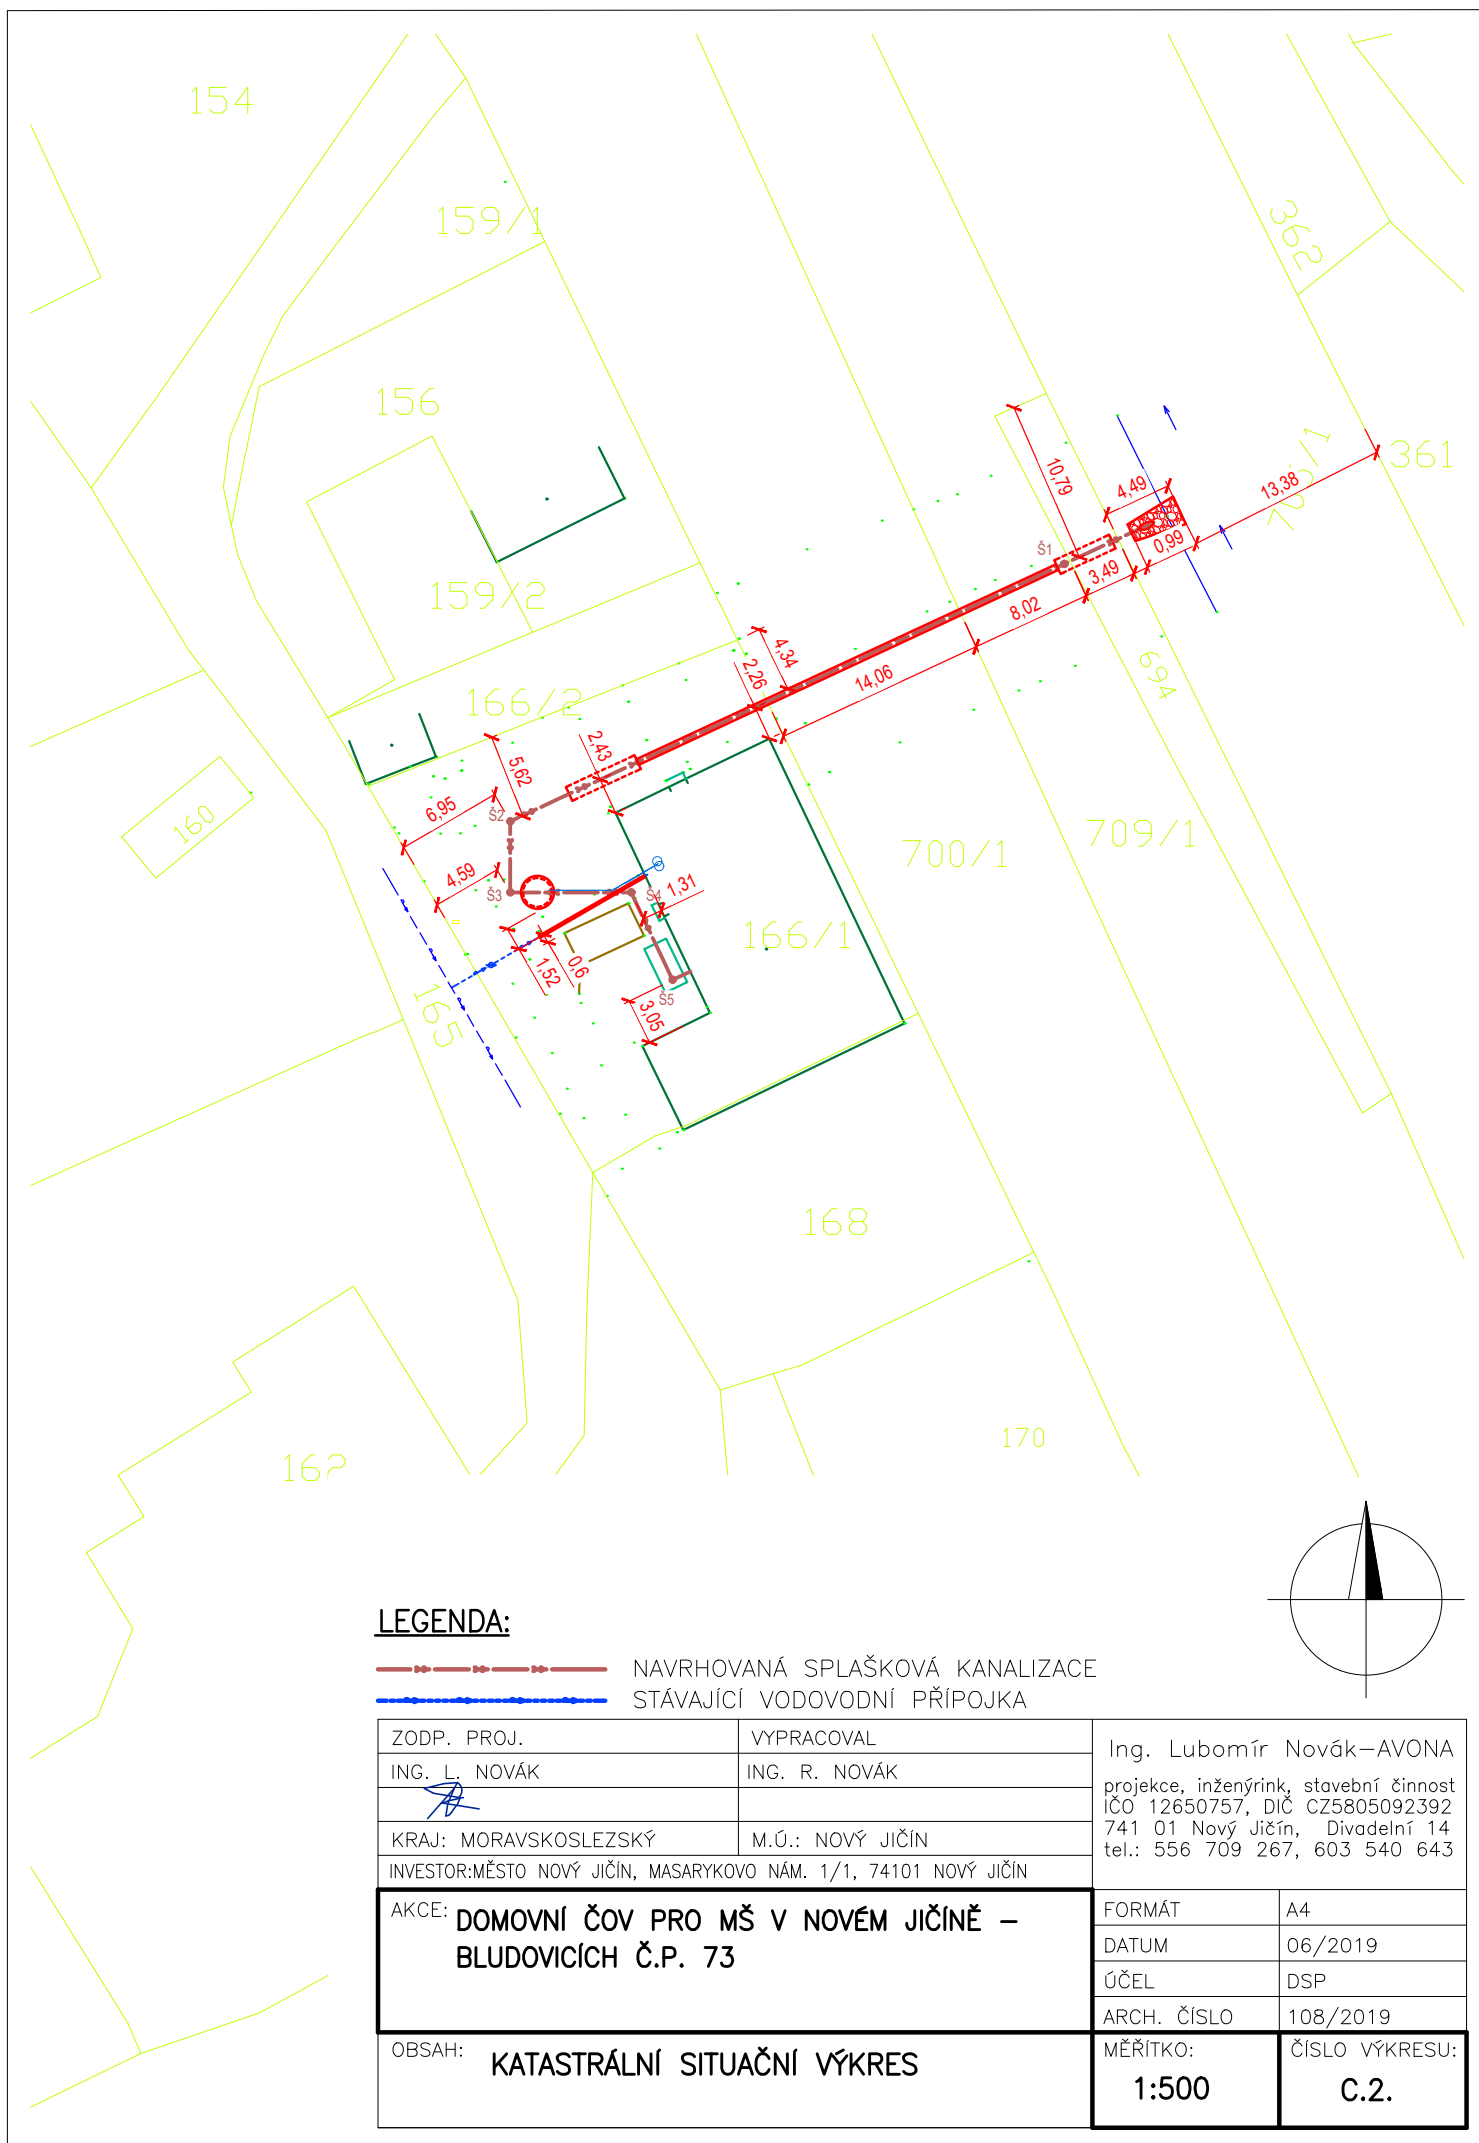 154
159/1
362
156
361
10,79
4,49
13,38
Š1
0,99
3,49
159/2
8,02
4,34
2,26
14,06
694
166/2
2,43
5,62
6,95
Š2
160
709/1
700/1
4,59
Š3
Š4
1,31
166/1
0,6
1,52
Š5
3,05
165
168
170
162
LEGENDA:
NAVRHOVANÁ SPLAŠKOVÁ KANALIZACE
STÁVAJÍCÍ VODOVODNÍ PŘÍPOJKA
ZODP. PROJ.
VYPRACOVAL
ING. L. NOVÁK
ING. R. NOVÁK
KRAJ: MORAVSKOSLEZSKÝ
M.Ú.: NOVÝ JIČÍN
INVESTOR:MĚSTO NOVÝ JIČÍN, MASARYKOVO NÁM. 1/1, 74101 NOVÝ JIČÍN
Ing. Lubomír Novák–AVONA
projekce, inženýrink, stavební činnost
IČO 12650757, DIČ CZ5805092392
741 01 Nový Jičín, Divadelní 14
tel.: 556 709 267, 603 540 643
AKCE: DOMOVNÍ ČOV PRO MŠ V NOVÉM JIČÍNĚ –
BLUDOVICÍCH Č.P. 73
FORMÁT
A4
DATUM
06/2019
ÚČEL
DSP
ARCH. ČÍSLO
108/2019
OBSAH: KATASTRÁLNÍ SITUAČNÍ VÝKRES
MĚŘÍTKO:
1:500
ČÍSLO VÝKRESU:
C.2.